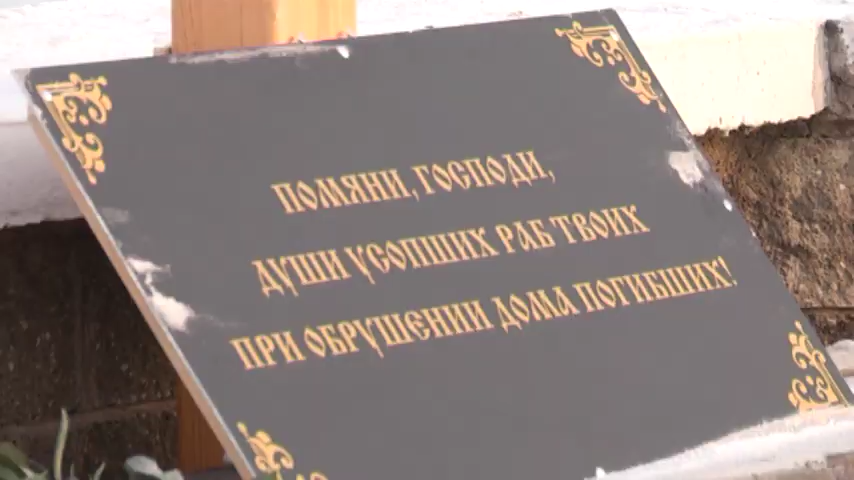 ПОМЯНИ, ГОСПОДИ,
ДУШИ УСОПШИХ РАБ ТВОИХ
ПРИ ОБРУШЕНИИ ДОМА ПОГИБШИХ!